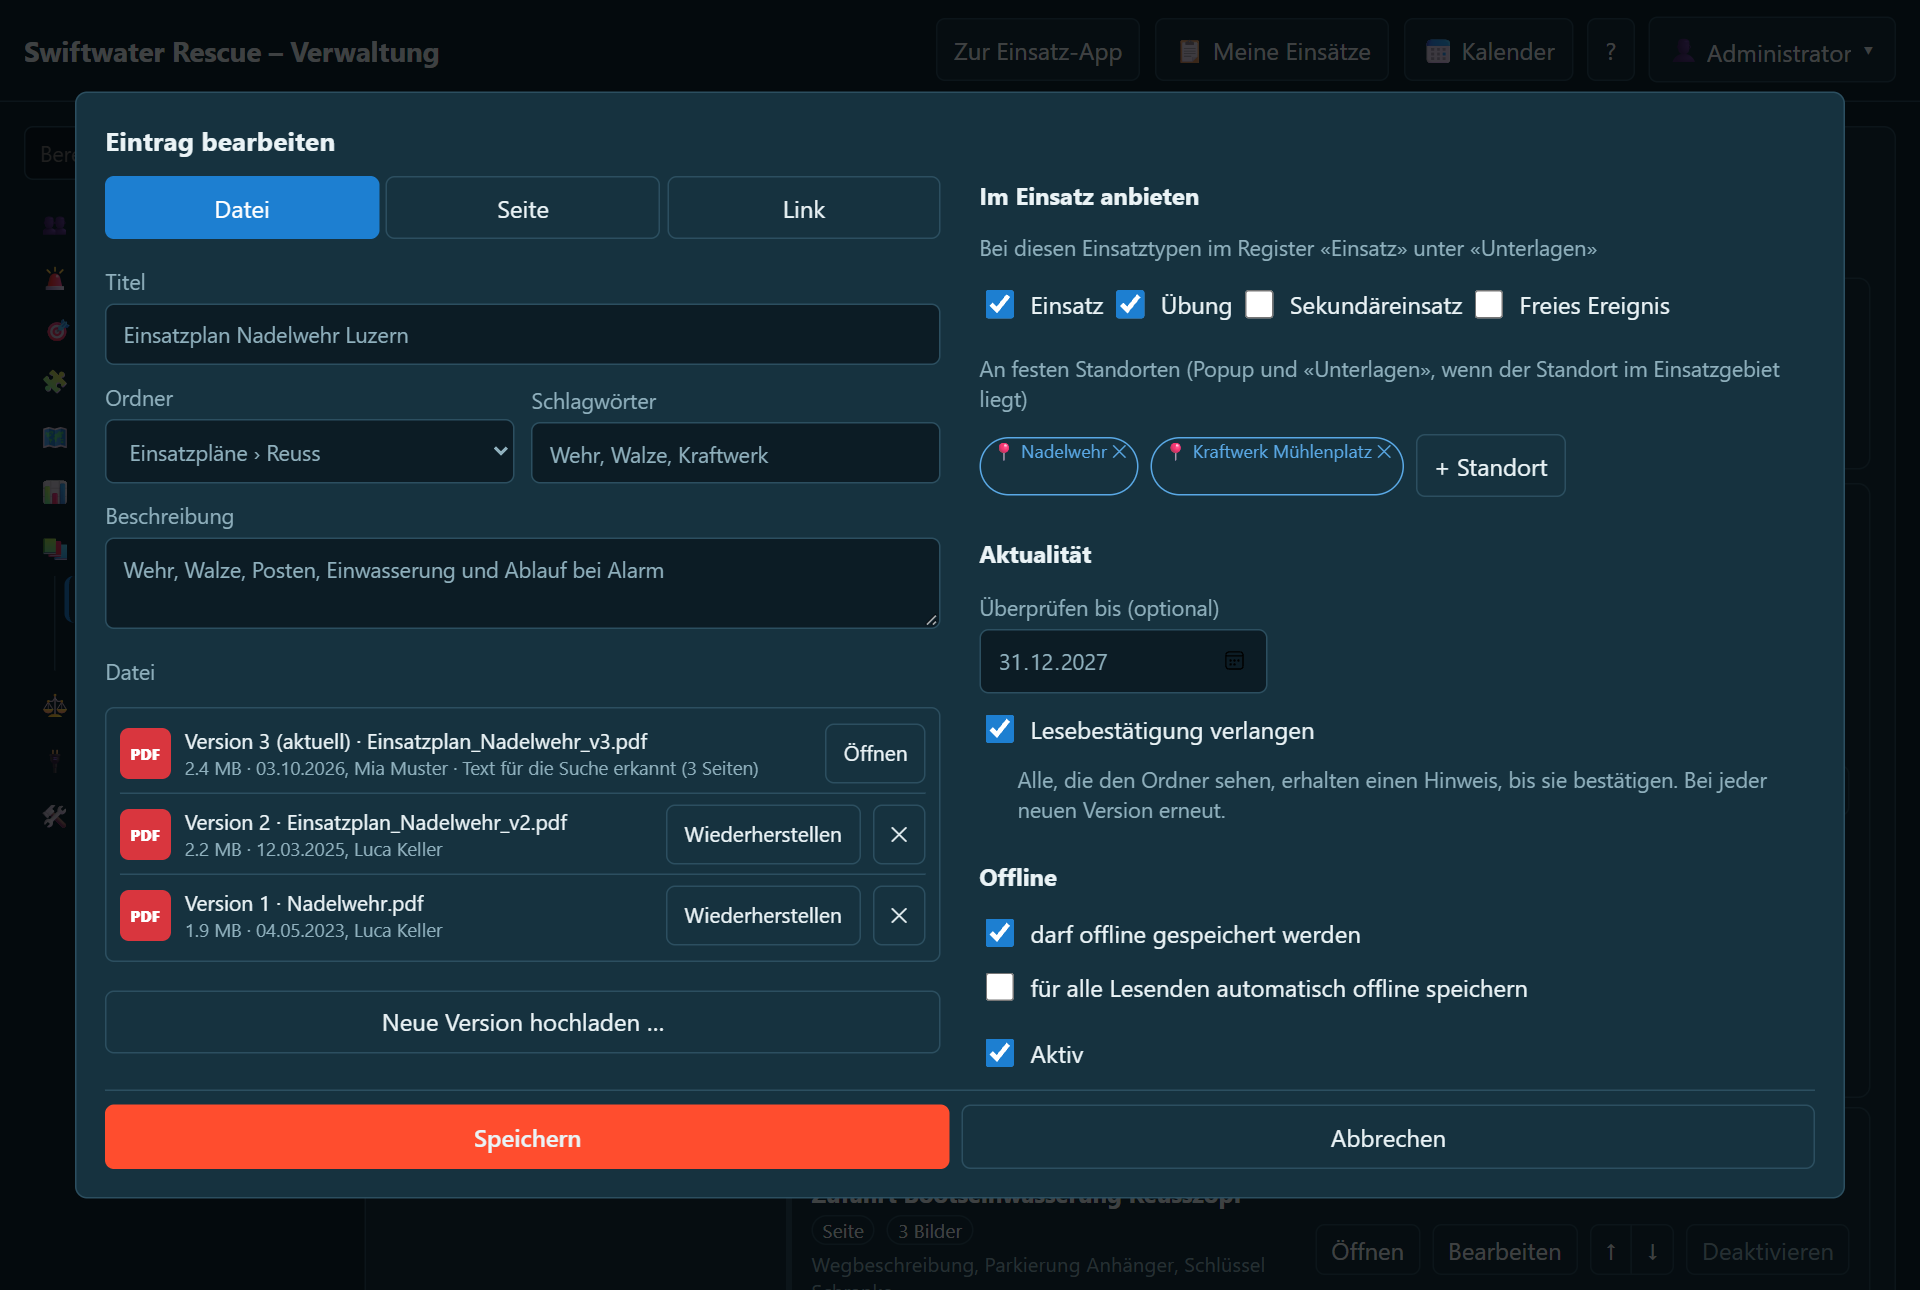 Swiftwater Rescue – Verwaltung
Zur Einsatz-App
Meine Einsätze
Kalender
?
Administrator
Eintrag bearbeiten
Datei
Seite
Link
Titel
Einsatzplan Nadelwehr Luzern
Ordner
Schlagwörter
Einsatzpläne › Reuss
Wehr, Walze, Kraftwerk
Beschreibung
Wehr, Walze, Posten, Einwasserung und Ablauf bei Alarm
Datei
PDF
Version 3 (aktuell) · Einsatzplan_Nadelwehr_v3.pdf
2.4 MB · 03.10.2026, Mia Muster · Text für die Suche erkannt (3 Seiten)
Öffnen
PDF
Version 2 · Einsatzplan_Nadelwehr_v2.pdf
2.2 MB · 12.03.2025, Luca Keller
Wiederherstellen
PDF
Version 1 · Nadelwehr.pdf
1.9 MB · 04.05.2023, Luca Keller
Wiederherstellen
Neue Version hochladen ...
Im Einsatz anbieten
Bei diesen Einsatztypen im Register «Einsatz» unter «Unterlagen»
Einsatz
Übung
Sekundäreinsatz
Freies Ereignis
An festen Standorten (Popup und «Unterlagen», wenn der Standort im Einsatzgebiet
liegt)
Nadelwehr
Kraftwerk Mühlenplatz
+ Standort
Aktualität
Überprüfen bis (optional)
31.12.2027
Lesebestätigung verlangen
Alle, die den Ordner sehen, erhalten einen Hinweis, bis sie bestätigen. Bei jeder
neuen Version erneut.
Offline
darf offline gespeichert werden
für alle Lesenden automatisch offline speichern
Aktiv
Speichern
Abbrechen
Zufahrt Bootseinwasserung Reusszopf
Seite
3 Bilder
Wegbeschreibung, Parkierung Anhänger, Schlüssel
Öffnen
Bearbeiten
↑
↓
Deaktivieren